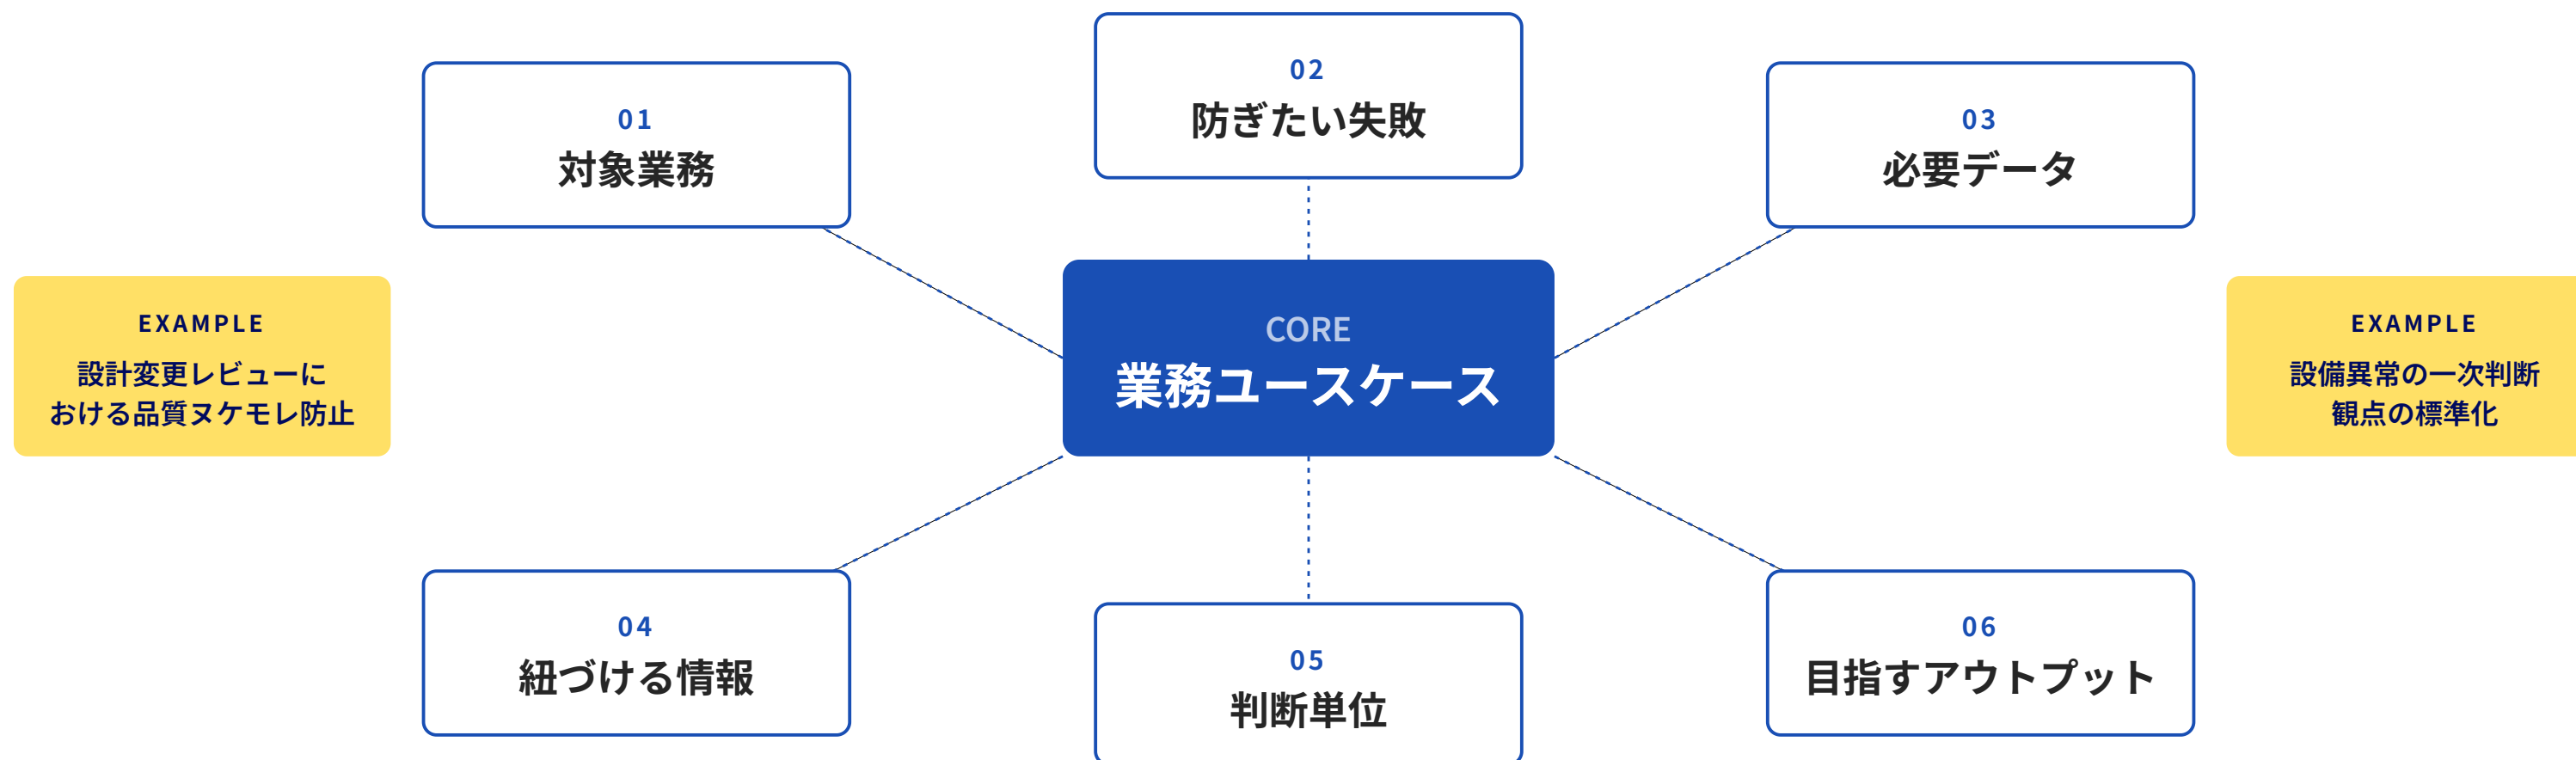 01
対象業務
02
防ぎたい失敗
03
必要データ
EXAMPLE
設計変更レビューに
おける品質ヌケモレ防止
CORE
業務ユースケース
EXAMPLE
設備異常の一次判断
観点の標準化
04
紐づける情報
05
判断単位
06
目指すアウトプット